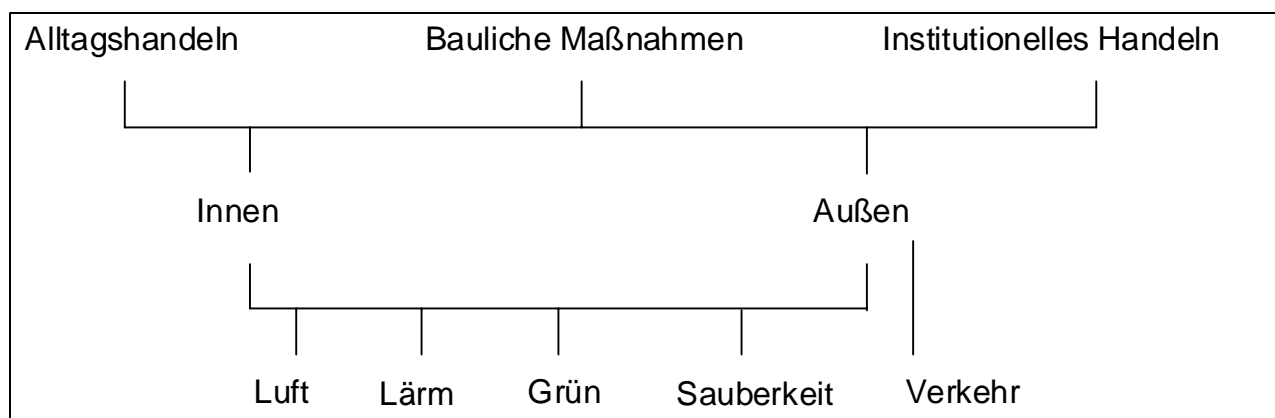 Alltagshandeln Bauliche Maßnahmen Institutionelles Handeln
Innen Außen
Luft Lärm Grün Sauberkeit Verkehr